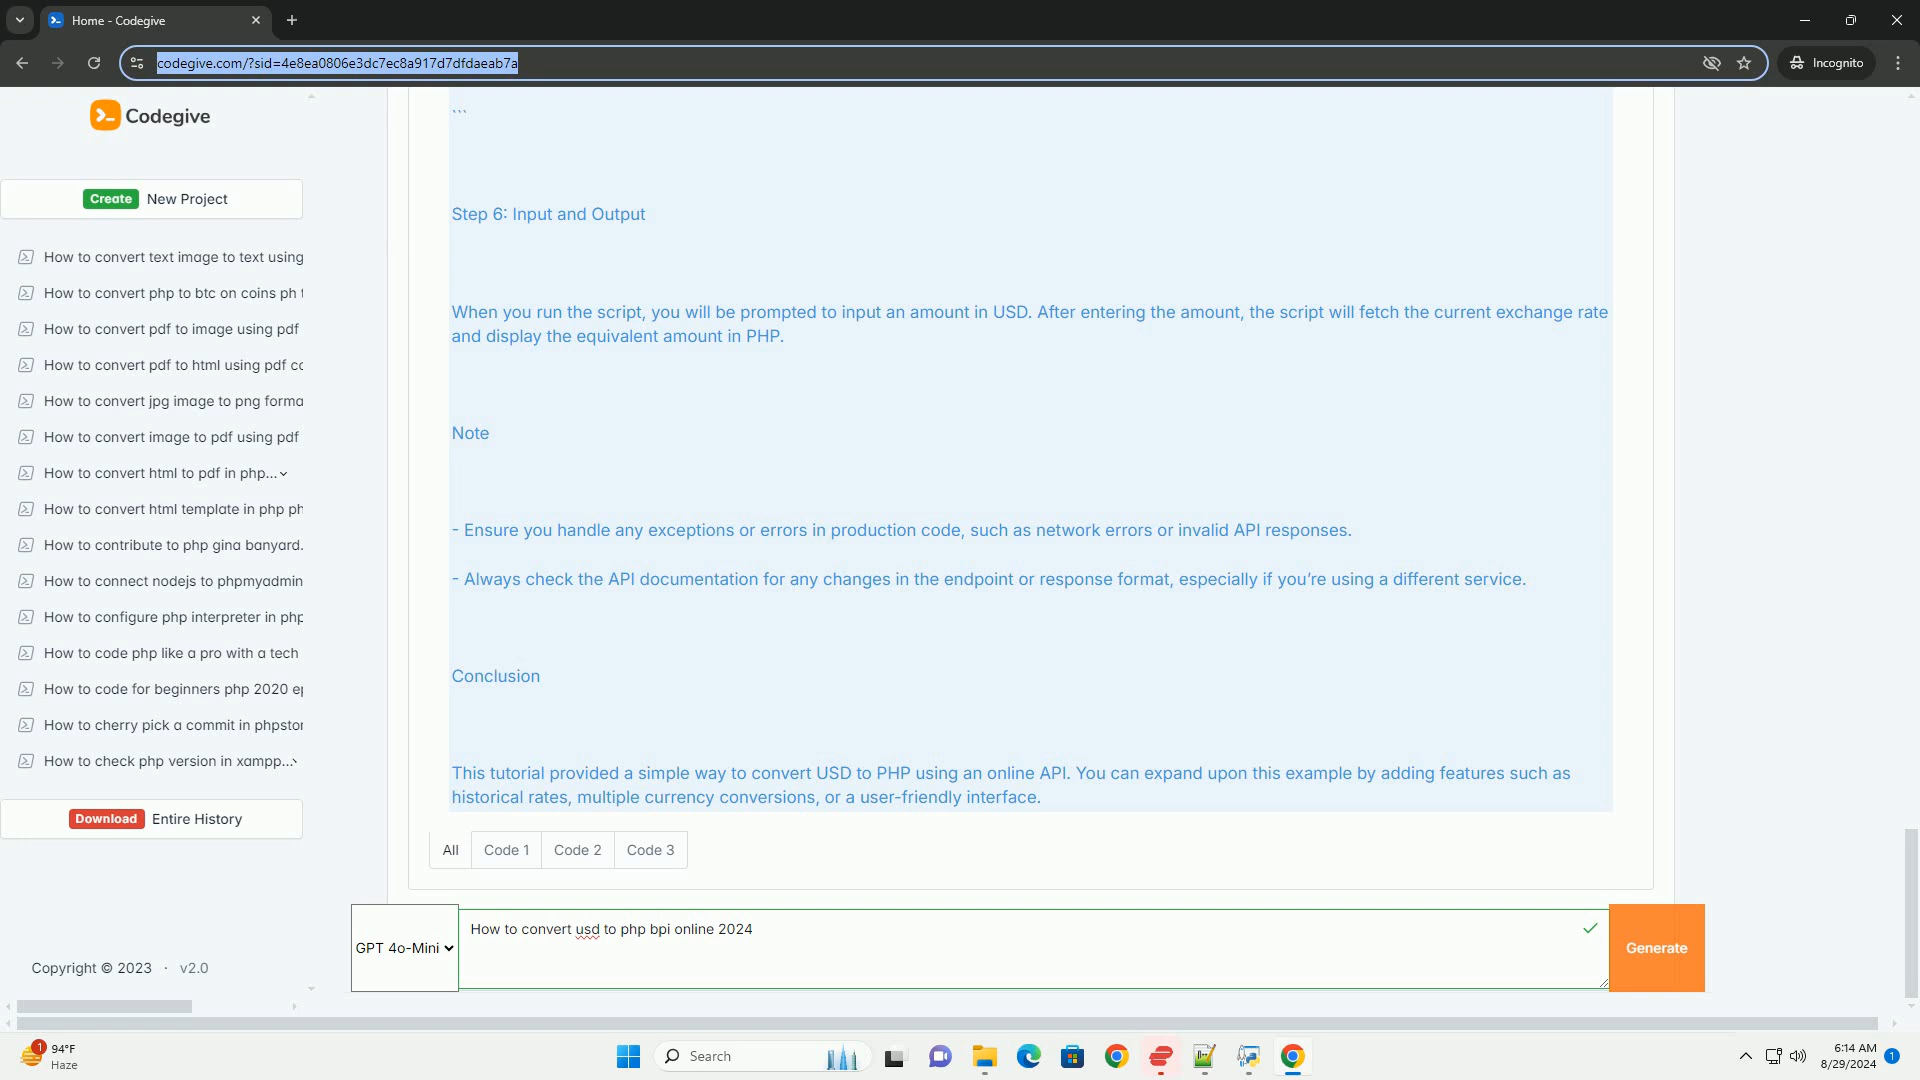 Home - Codegive
codegive.com/?sid=4e8ea0806e3dc7ec8a917d7dfdaeab7a
Incognito
Codegive
Create New Project
How to convert text image to text using
How to convert php to btc on coins ph t
How to convert pdf to image using pdf
How to convert pdf to html using pdf co
How to convert jpg image to png forma
How to convert image to pdf using pdf
How to convert html to pdf in php...
How to convert html template in php ph
How to contribute to php gina banyard.
How to connect nodejs to phpmyadmin
How to configure php interpreter in php
How to code php like a pro with a tech
How to code for beginners php 2020 ep
How to cherry pick a commit in phpstor
How to check php version in xampp...
Download Entire History
Copyright © 2023 · v2.0
```
Step 6: Input and Output
When you run the script, you will be prompted to input an amount in USD. After entering the amount, the script will fetch the current exchange rate
and display the equivalent amount in PHP.
Note
- Ensure you handle any exceptions or errors in production code, such as network errors or invalid API responses.
- Always check the API documentation for any changes in the endpoint or response format, especially if you're using a different service.
Conclusion
This tutorial provided a simple way to convert USD to PHP using an online API. You can expand upon this example by adding features such as
historical rates, multiple currency conversions, or a user-friendly interface.
All Code 1 Code 2 Code 3
GPT 4o-Mini
How to convert usd to php bpi online 2024
Generate
1
94°F
Haze
Search
6:14 AM
8/29/2024
1